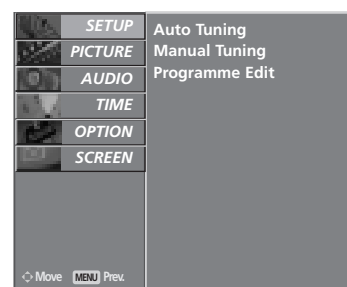 SETUP
PICTURE
AUDIO
TIME
OPTION
SCREEN
Auto Tuning
Manual Tuning
Programme Edit
Move MENU Prev.